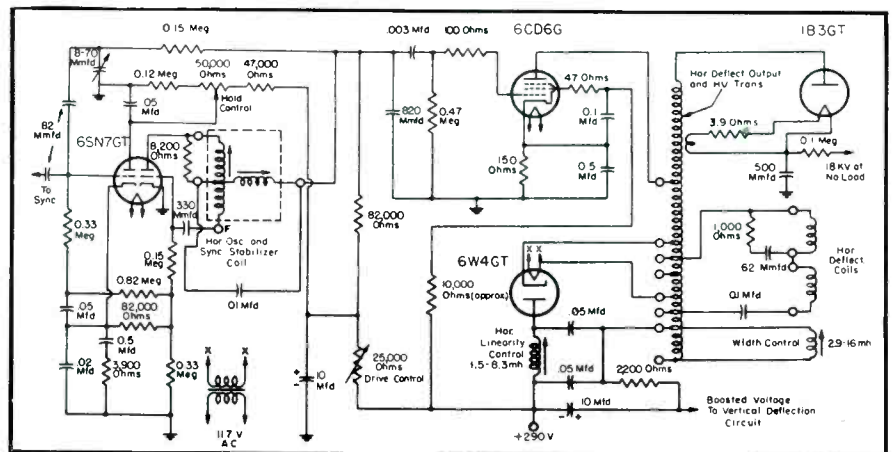 0.15 Meg
.003 Mfd
100 Ohms
6CD6G
1B3GT
8-70
Mmfd
0.12 Meg
50,000
Ohms
47,000
Ohms
Hold
Control
.05
Mfd
82
Mmfd
6SN7GT
8,200
Ohms
To
Sync
330
Mmfd
F
Hor Osc and
Sync Stabilizer
Coil
0.33
Meg
0.15
Meg
0.82 Meg
.05
Mfd
82,000
Ohms
0.5
Mfd
.02
Mfd
3,900
Ohms
0.33
Meg
X
X
117 V
A C
.01 Mfd
10
Mfd
820
Mmfd
0.47
Meg
47 Ohms
0.1
Mfd
150
Ohms
0.5
Mfd
82,000
Ohms
25,000
Ohms
Drive Control
10,000
Ohms(approx)
6W4GT
X X
Hor.
Linearity
Control
1.5-8.3mh
.05 Mfd
.05 Mfd
10 Mfd
2,200 Ohms
+290 V
Boosted Voltage
To Vertical Deflection
Circuit
Hor Deflect Output
and HV Trans
3.9 Ohms
0.1 Meg
500
Mmfd
18 KV at
No Load
1,000
Ohms
62 Mmfd
0.1 Mfd
Hor
Deflect
Coils
Width Control
2.9-16mh